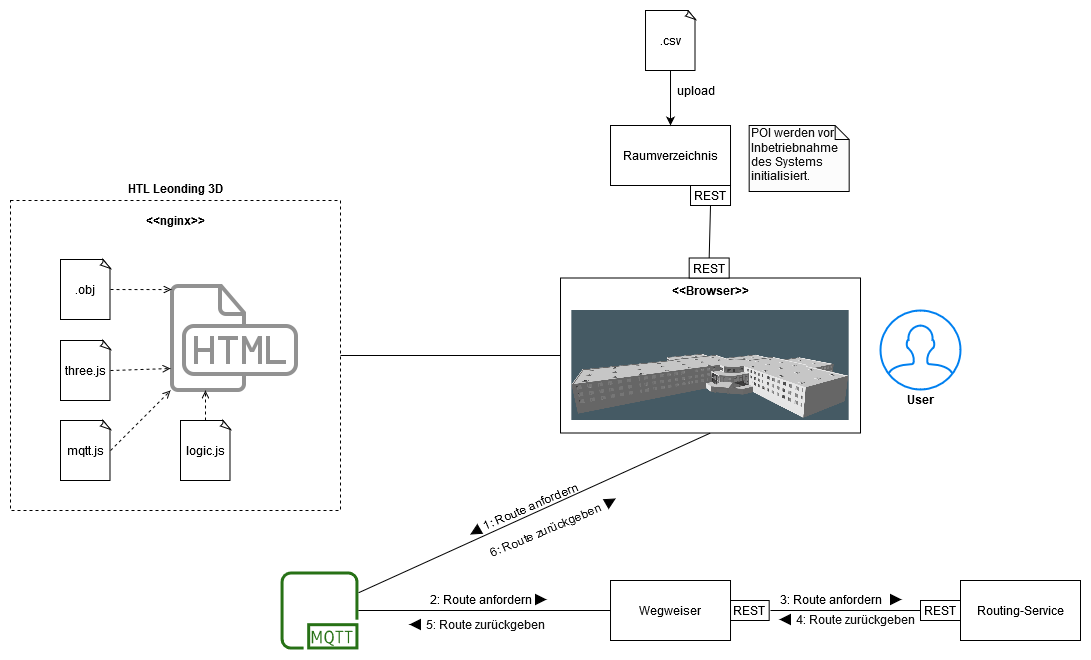 .csv
upload
Raumverzeichnis
REST
POI werden vor
Inbetriebnahme
des Systems
initialisiert.
HTL Leonding 3D
<<nginx>>
.obj
three.js
mqtt.js
logic.js
HTML
REST
<<Browser>>
User
1: Route anfordern
6: Route zurückgeben
MQTT
2: Route anfordern
5: Route zurückgeben
Wegweiser
REST
3: Route anfordern
4: Route zurückgeben
REST
Routing-Service